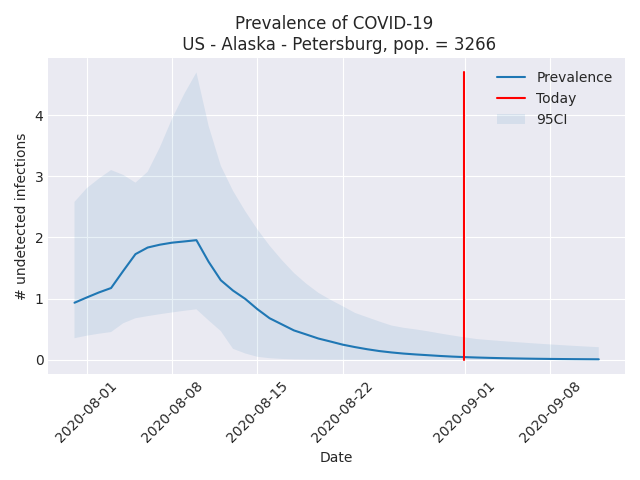 Prevalence of COVID-19
US - Alaska - Petersburg, pop. = 3266
Prevalence
Today
95CI
# undetected infections
4
3
2
1
0
2020-08-01
2020-08-08
2020-08-15
2020-08-22
2020-09-01
2020-09-08
Date